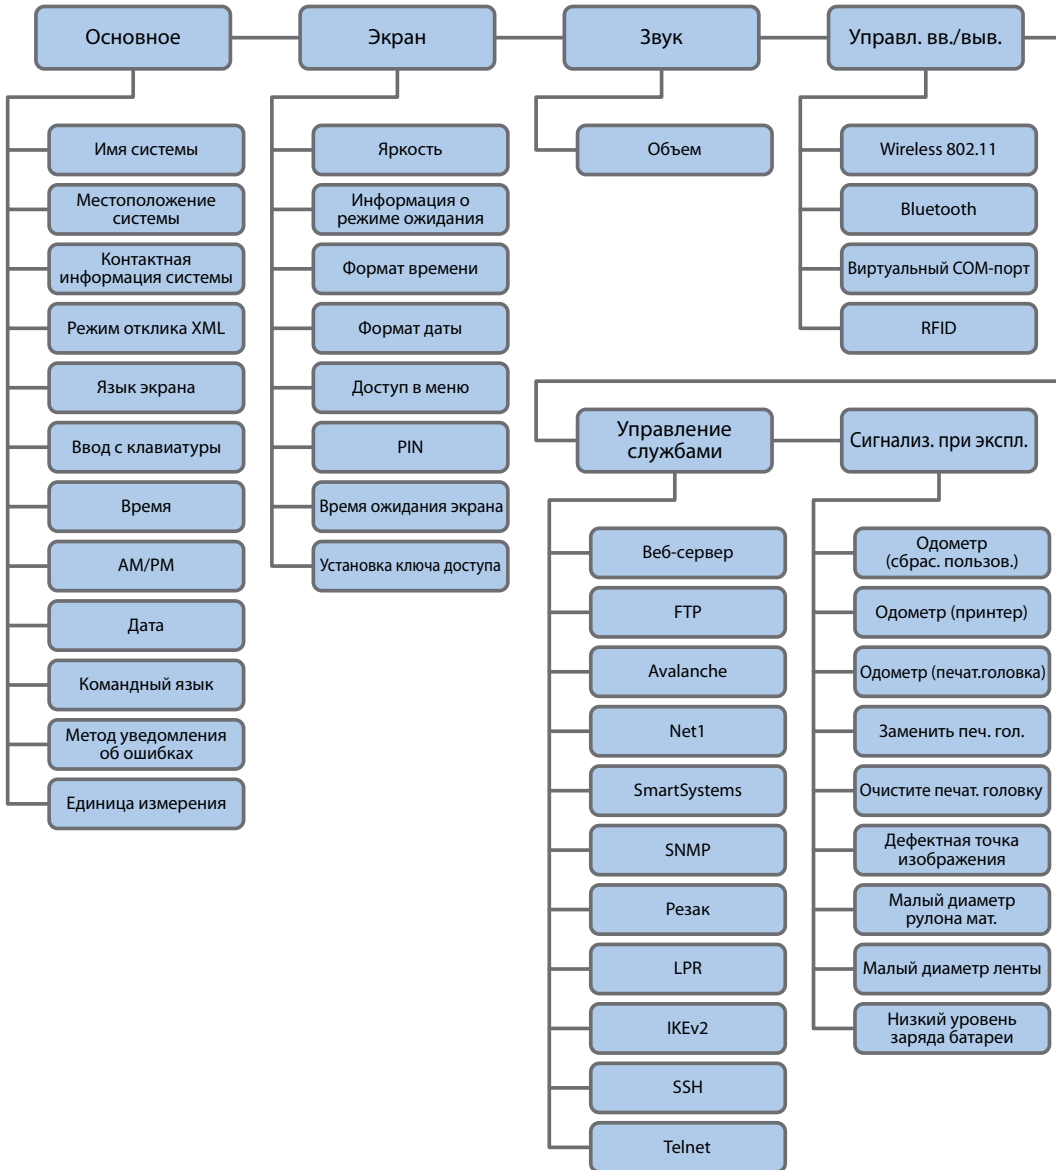 Основное
Экран
Звук
Управл. вв./выв.
Имя системы
Местоположение
системы
Контактная
информация системы
Режим отклика XML
Язык экрана
Ввод с клавиатуры
Время
AM/PM
Дата
Командный язык
Метод уведомления
об ошибках
Единица измерения
Яркость
Информация о
режиме ожидания
Формат времени
Формат даты
Доступ в меню
PIN
Время ожидания экрана
Установка ключа доступа
Объем
Wireless 802.11
Bluetooth
Виртуальный COM-порт
RFID
Управление
службами
Сигнализ. при экспл.
Веб-сервер
FTP
Avalanche
Net1
SmartSystems
SNMP
Резак
LPR
IKEv2
SSH
Telnet
Одометр
(сбрас. пользов.)
Одометр (принтер)
Одометр (печат.головка)
Заменить печ. гол.
Очистите печат. головку
Дефектная точка
изображения
Малый диаметр
рулона мат.
Малый диаметр ленты
Низкий уровень
заряда батареи